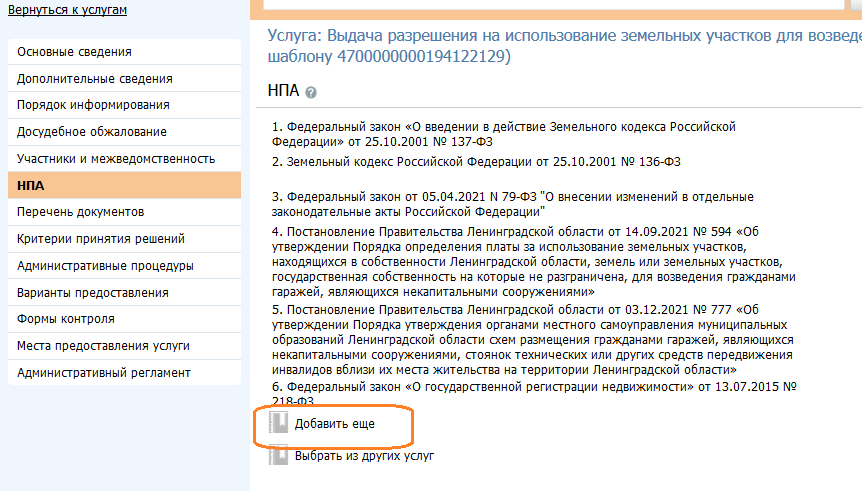 Вернуться к услугам
Основные сведения
Дополнительные сведения
Порядок информирования
Досудебное обжалование
Участники и межведомственность
НПА
Перечень документов
Критерии принятия решений
Административные процедуры
Варианты предоставления
Формы контроля
Места предоставления услуги
Административный регламент
Услуга: Выдача разрешения на использование земельных участков для возведе
шаблону 4700000000194122129)
НПА ?
1. Федеральный закон «О введении в действие Земельного кодекса Российской
Федерации» от 25.10.2001 № 137-ФЗ
2. Земельный кодекс Российской Федерации от 25.10.2001 № 136-ФЗ
3. Федеральный закон от 05.04.2021 N 79-ФЗ "О внесении изменений в отдельные
законодательные акты Российской Федерации"
4. Постановление Правительства Ленинградской области от 14.09.2021 № 594 «Об
утверждении Порядка определения платы за использование земельных участков,
находящихся в собственности Ленинградской области, земель или земельных участков,
государственная собственность на которые не разграничена, для возведения гражданами
гаражей, являющихся некапитальными сооружениями»
5. Постановление Правительства Ленинградской области от 03.12.2021 № 777 «Об
утверждении Порядка утверждения органами местного самоуправления муниципальных
образований Ленинградской области схем размещения гражданами гаражей, являющихся
некапитальными сооружениями, стоянок технических или других средств передвижения
инвалидов вблизи их места жительства на территории Ленинградской области»
6. Федеральный закон «О государственной регистрации недвижимости» от 13.07.2015 №
218-ФЗ
Добавить еще
Выбрать из других услуг